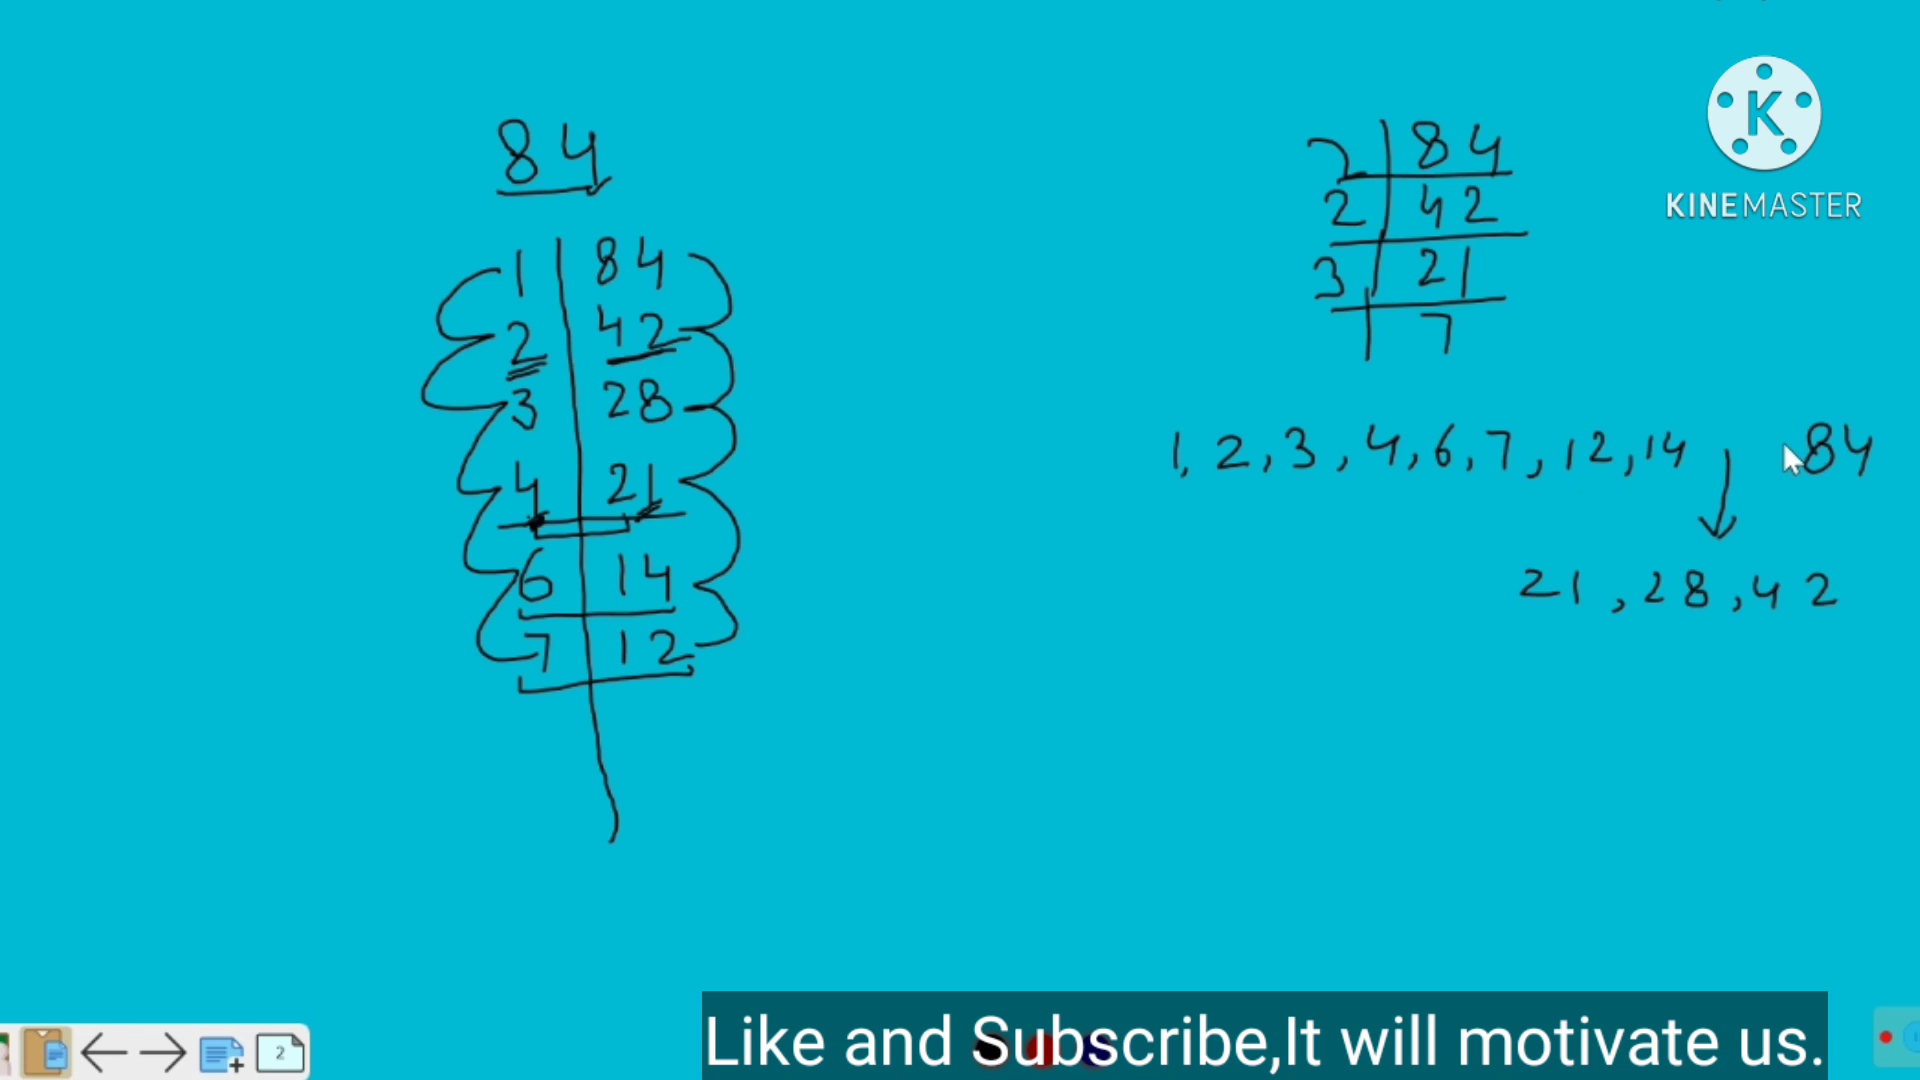 84
1 | 84
2 | 42
3 | 28
4 | 21
6 | 14
7 | 12
2 | 84
2 | 42
3 | 21
| 7
1, 2, 3, 4, 6, 7, 12, 14 84
21, 28, 42
KINEMASTER
K
2
Like and Subscribe,It will motivate us.